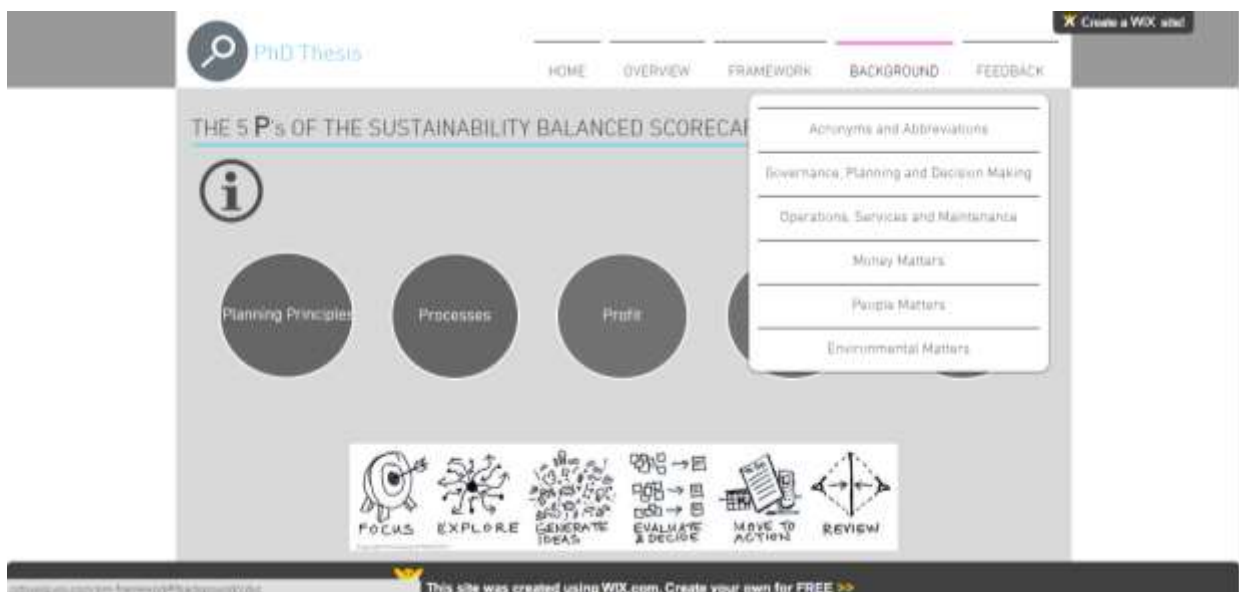 Create a WIX site!
PhD Thesis
HOME OVERVIEW FRAMEWORK BACKGROUND FEEDBACK
THE 5 P's OF THE SUSTAINABILITY BALANCED SCORECAR
Acronyms and Abbreviations
Governance, Planning and Decision Making
Operations, Services and Maintenance
Money Matters
People Matters
Environmental Matters
Planning Principles
Processes
Profit
FOCUS
EXPLORE
GENERATE
IDEAS
EVALUATE
& DECIDE
MOVE TO
ACTION
REVIEW
This site was created using WIX.com. Create your own for FREE >>